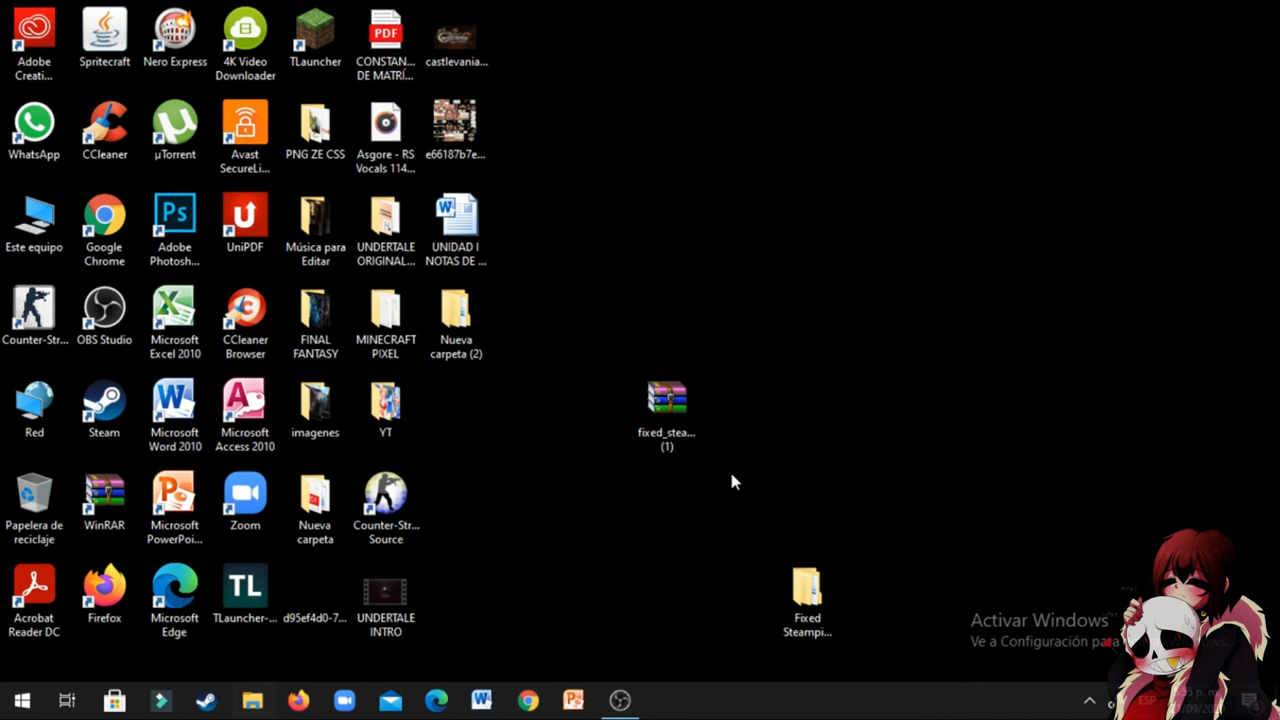 Adobe
Creati...
Spritecraft
Nero Express
4K Video
Downloader
TLauncher
PDF
CONSTAN...
DE MATRÍ...
castlevania...
WhatsApp
CCleaner
µTorrent
Avast
SecureLi...
PNG ZE CSS
Asgore - RS
Vocals 114...
e66187b7e...
Este equipo
Google
Chrome
Ps
Adobe
Photosh...
UniPDF
Música para
Editar
UNDERTALE
ORIGINAL...
UNIDAD I
NOTAS DE ...
Counter-Str...
OBS Studio
Microsoft
Excel 2010
CCleaner
Browser
FINAL
FANTASY
MINECRAFT
PIXEL
Nueva
carpeta (2)
Red
Steam
Microsoft
Word 2010
Microsoft
Access 2010
imagenes
YT
fixed_stea...
(1)
Papelera de
reciclaje
WinRAR
Microsoft
PowerPoi...
Zoom
Nueva
carpeta
Counter-Str...
Source
Acrobat
Reader DC
Firefox
Microsoft
Edge
TL
TLauncher-...
d95ef4d0-7...
UNDERTALE
INTRO
Fixed
Steampi...
Activar Windows
Ve a Configuración para
ESP